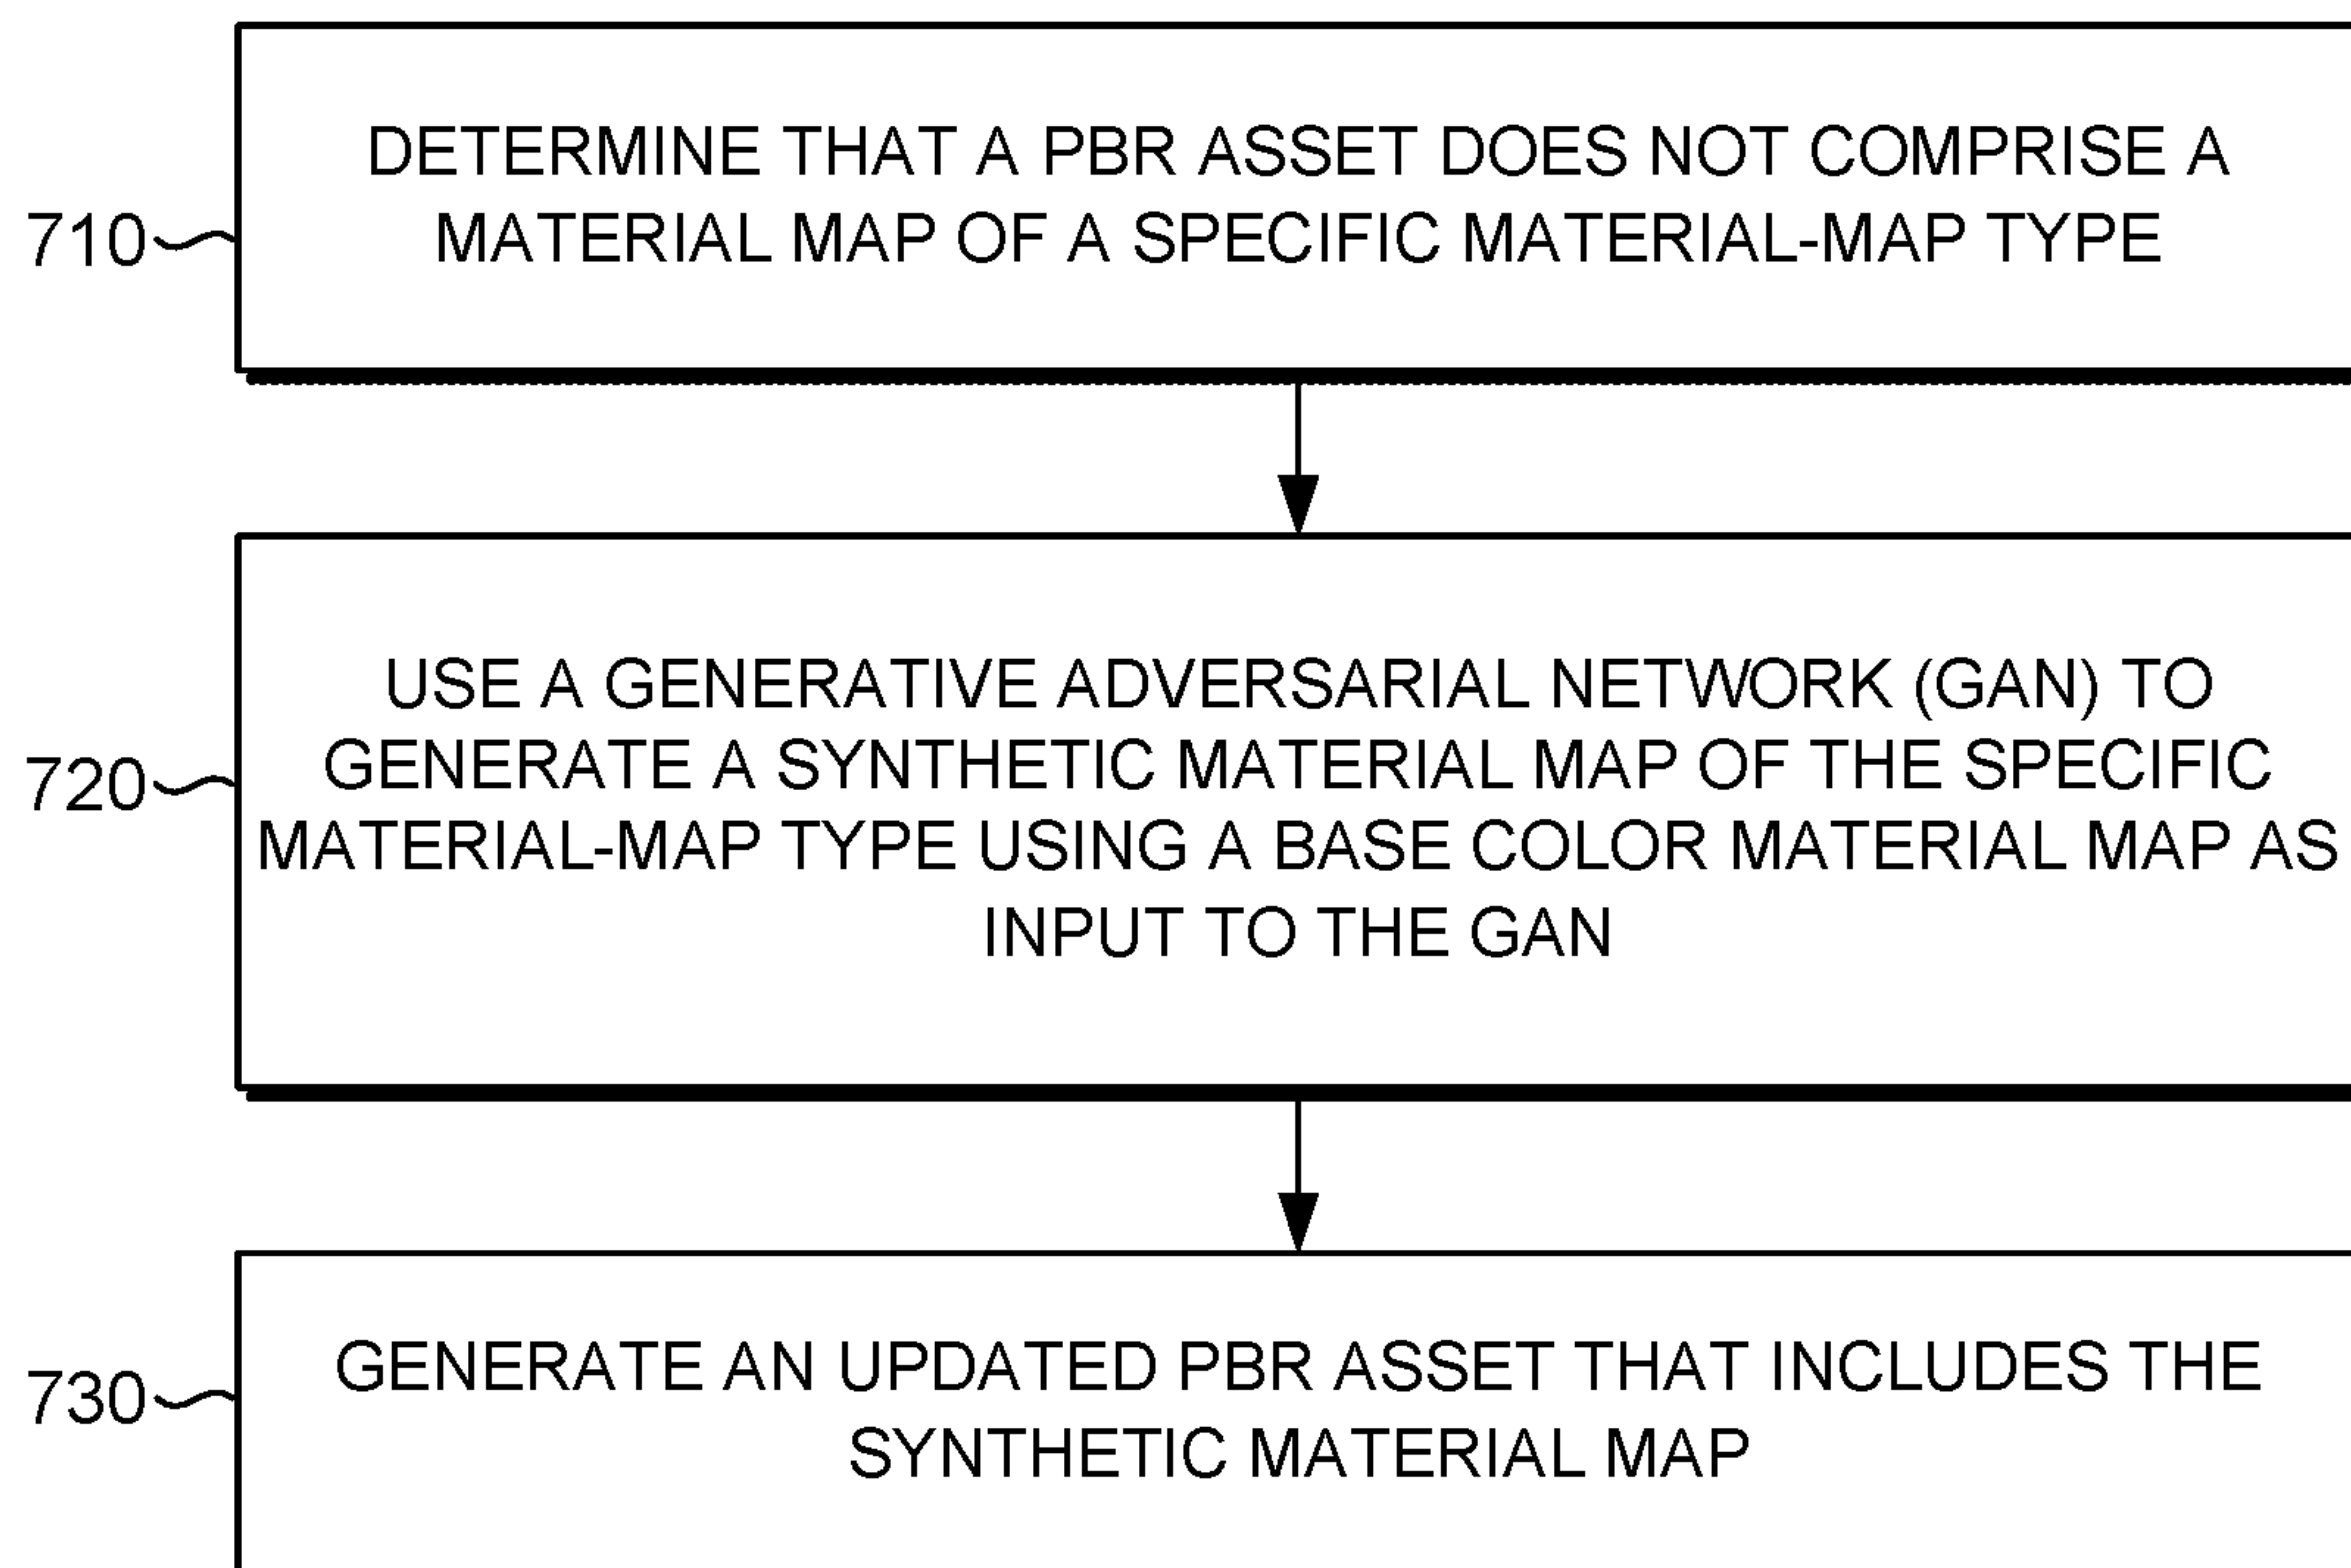 DETERMINE THAT A PBR ASSET DOES NOT COMPRISE A
710 MATERIAL MAP OF A SPECIFIC MATERIAL-MAP TYPE
USE A GENERATIVE ADVERSARIAL NETWORK (GAN) TO
720 GENERATE A SYNTHETIC MATERIAL MAP OF THE SPECIFIC
MATERIAL-MAP TYPE USING A BASE COLOR MATERIAL MAP AS
INPUT TO THE GAN
730 GENERATE AN UPDATED PBR ASSET THAT INCLUDES THE
SYNTHETIC MATERIAL MAP